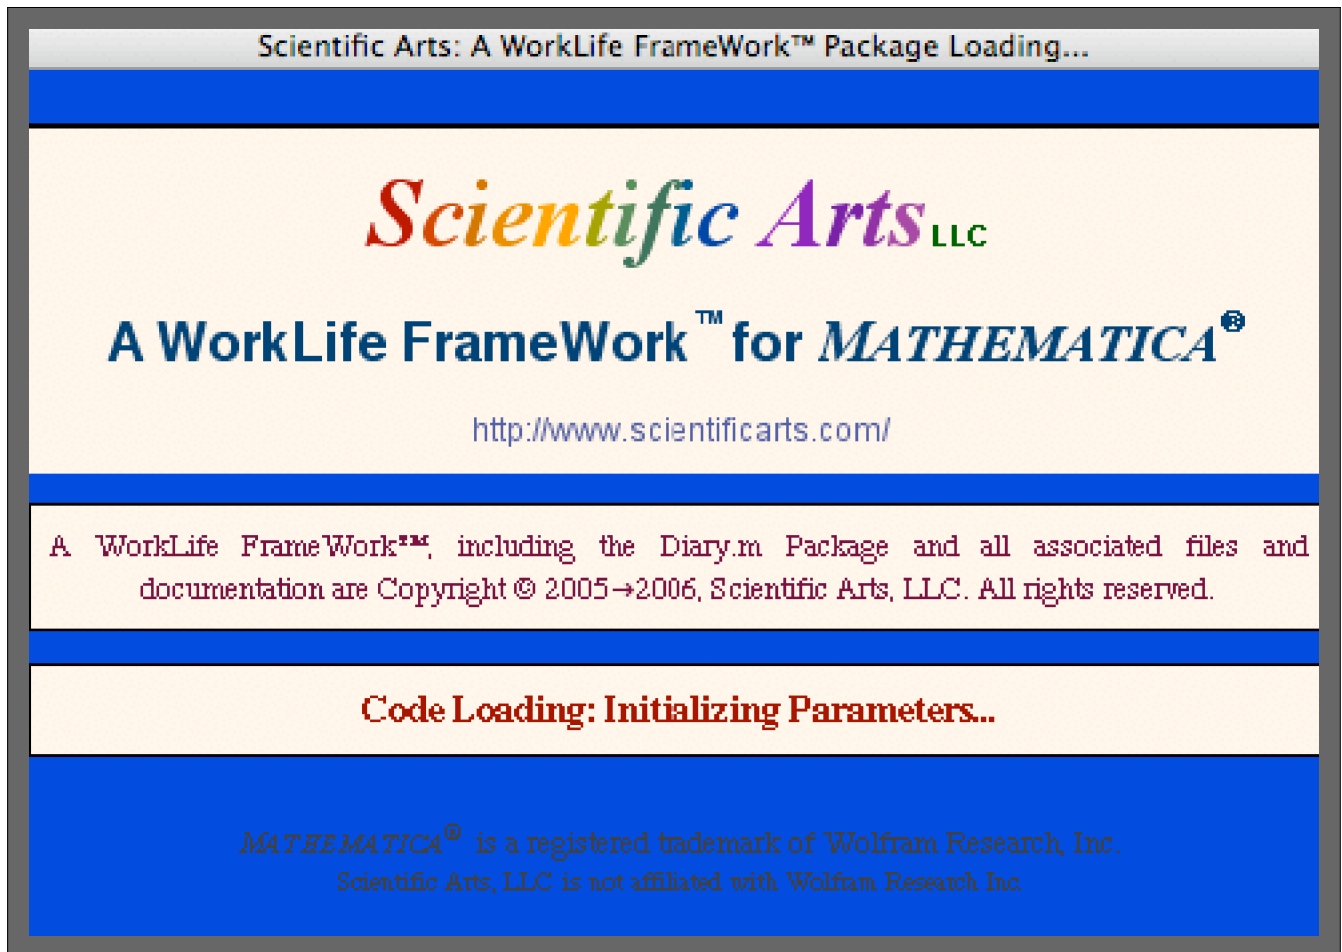 Scientific Arts: A WorkLife FrameWork™ Package Loading...
Scientific Arts LLC
A WorkLife FrameWork™ for MATHEMATICA®
http://www.scientificarts.com/
A WorkLife FrameWork™, including the Diary.m Package and all associated files and
documentation are Copyright © 2005→2006, Scientific Arts, LLC. All rights reserved.
Code Loading: Initializing Parameters...
MATHEMATICA® is a registered trademark of Wolfram Research, Inc.
Scientific Arts, LLC is not affiliated with Wolfram Research Inc.